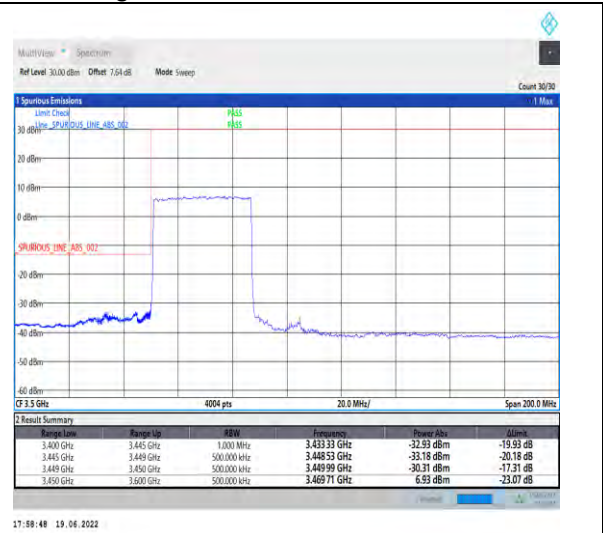 MultiView Spectrum
Ref Level 30.00 dBm Offset 7.64 dB Mode Sweep
Count 30/30
1 Spurious Emissions 1 Max
Limit Check PASS
Line _SPURIOUS_LINE_ABS_002 PASS
30 dBm
20 dBm
10 dBm
0 dBm
_SPURIOUS_LINE_ABS_002
-20 dBm
-30 dBm
-40 dBm
-50 dBm
-60 dBm
CF 3.5 GHz 4004 pts 20.0 MHz/ Span 200.0 MHz
2 Result Summary
Range Low Range Up RBW Frequency Power Abs ΔLimit
3.400 GHz 3.445 GHz 1.000 MHz 3.43333 GHz -32.93 dBm -19.93 dB
3.445 GHz 3.449 GHz 500.000 kHz 3.44853 GHz -33.18 dBm -20.18 dB
3.449 GHz 3.450 GHz 500.000 kHz 3.44999 GHz -30.31 dBm -17.31 dB
3.450 GHz 3.600 GHz 500.000 kHz 3.46971 GHz 6.93 dBm -23.07 dB
17:58:48 19.06.2022